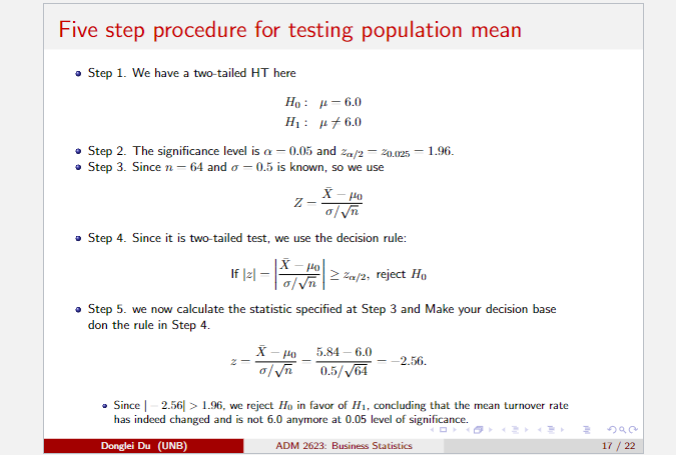 Five step procedure for testing population mean
Step 1. We have a two-tailed HT here
H₀ : μ = 6.0
H₁ : μ ≠ 6.0
Step 2. The significance level is α = 0.05 and z_{α/2} = z_{0.025} = 1.96.
Step 3. Since n = 64 and σ = 0.5 is known, so we use
Z = (X̄ − μ₀)/(σ/√n)
Step 4. Since it is two-tailed test, we use the decision rule:
If |z| = |(X̄ − μ₀)/(σ/√n)| ≥ z_{α/2}, reject H₀
Step 5. we now calculate the statistic specified at Step 3 and Make your decision base
don the rule in Step 4.
z = (X̄ − μ₀)/(σ/√n) = (5.84 − 6.0)/(0.5/√64) = −2.56.
Since | − 2.56| > 1.96, we reject H₀ in favor of H₁, concluding that the mean turnover rate
has indeed changed and is not 6.0 anymore at 0.05 level of significance.
Donglei Du (UNB) ADM 2623: Business Statistics 17 / 22